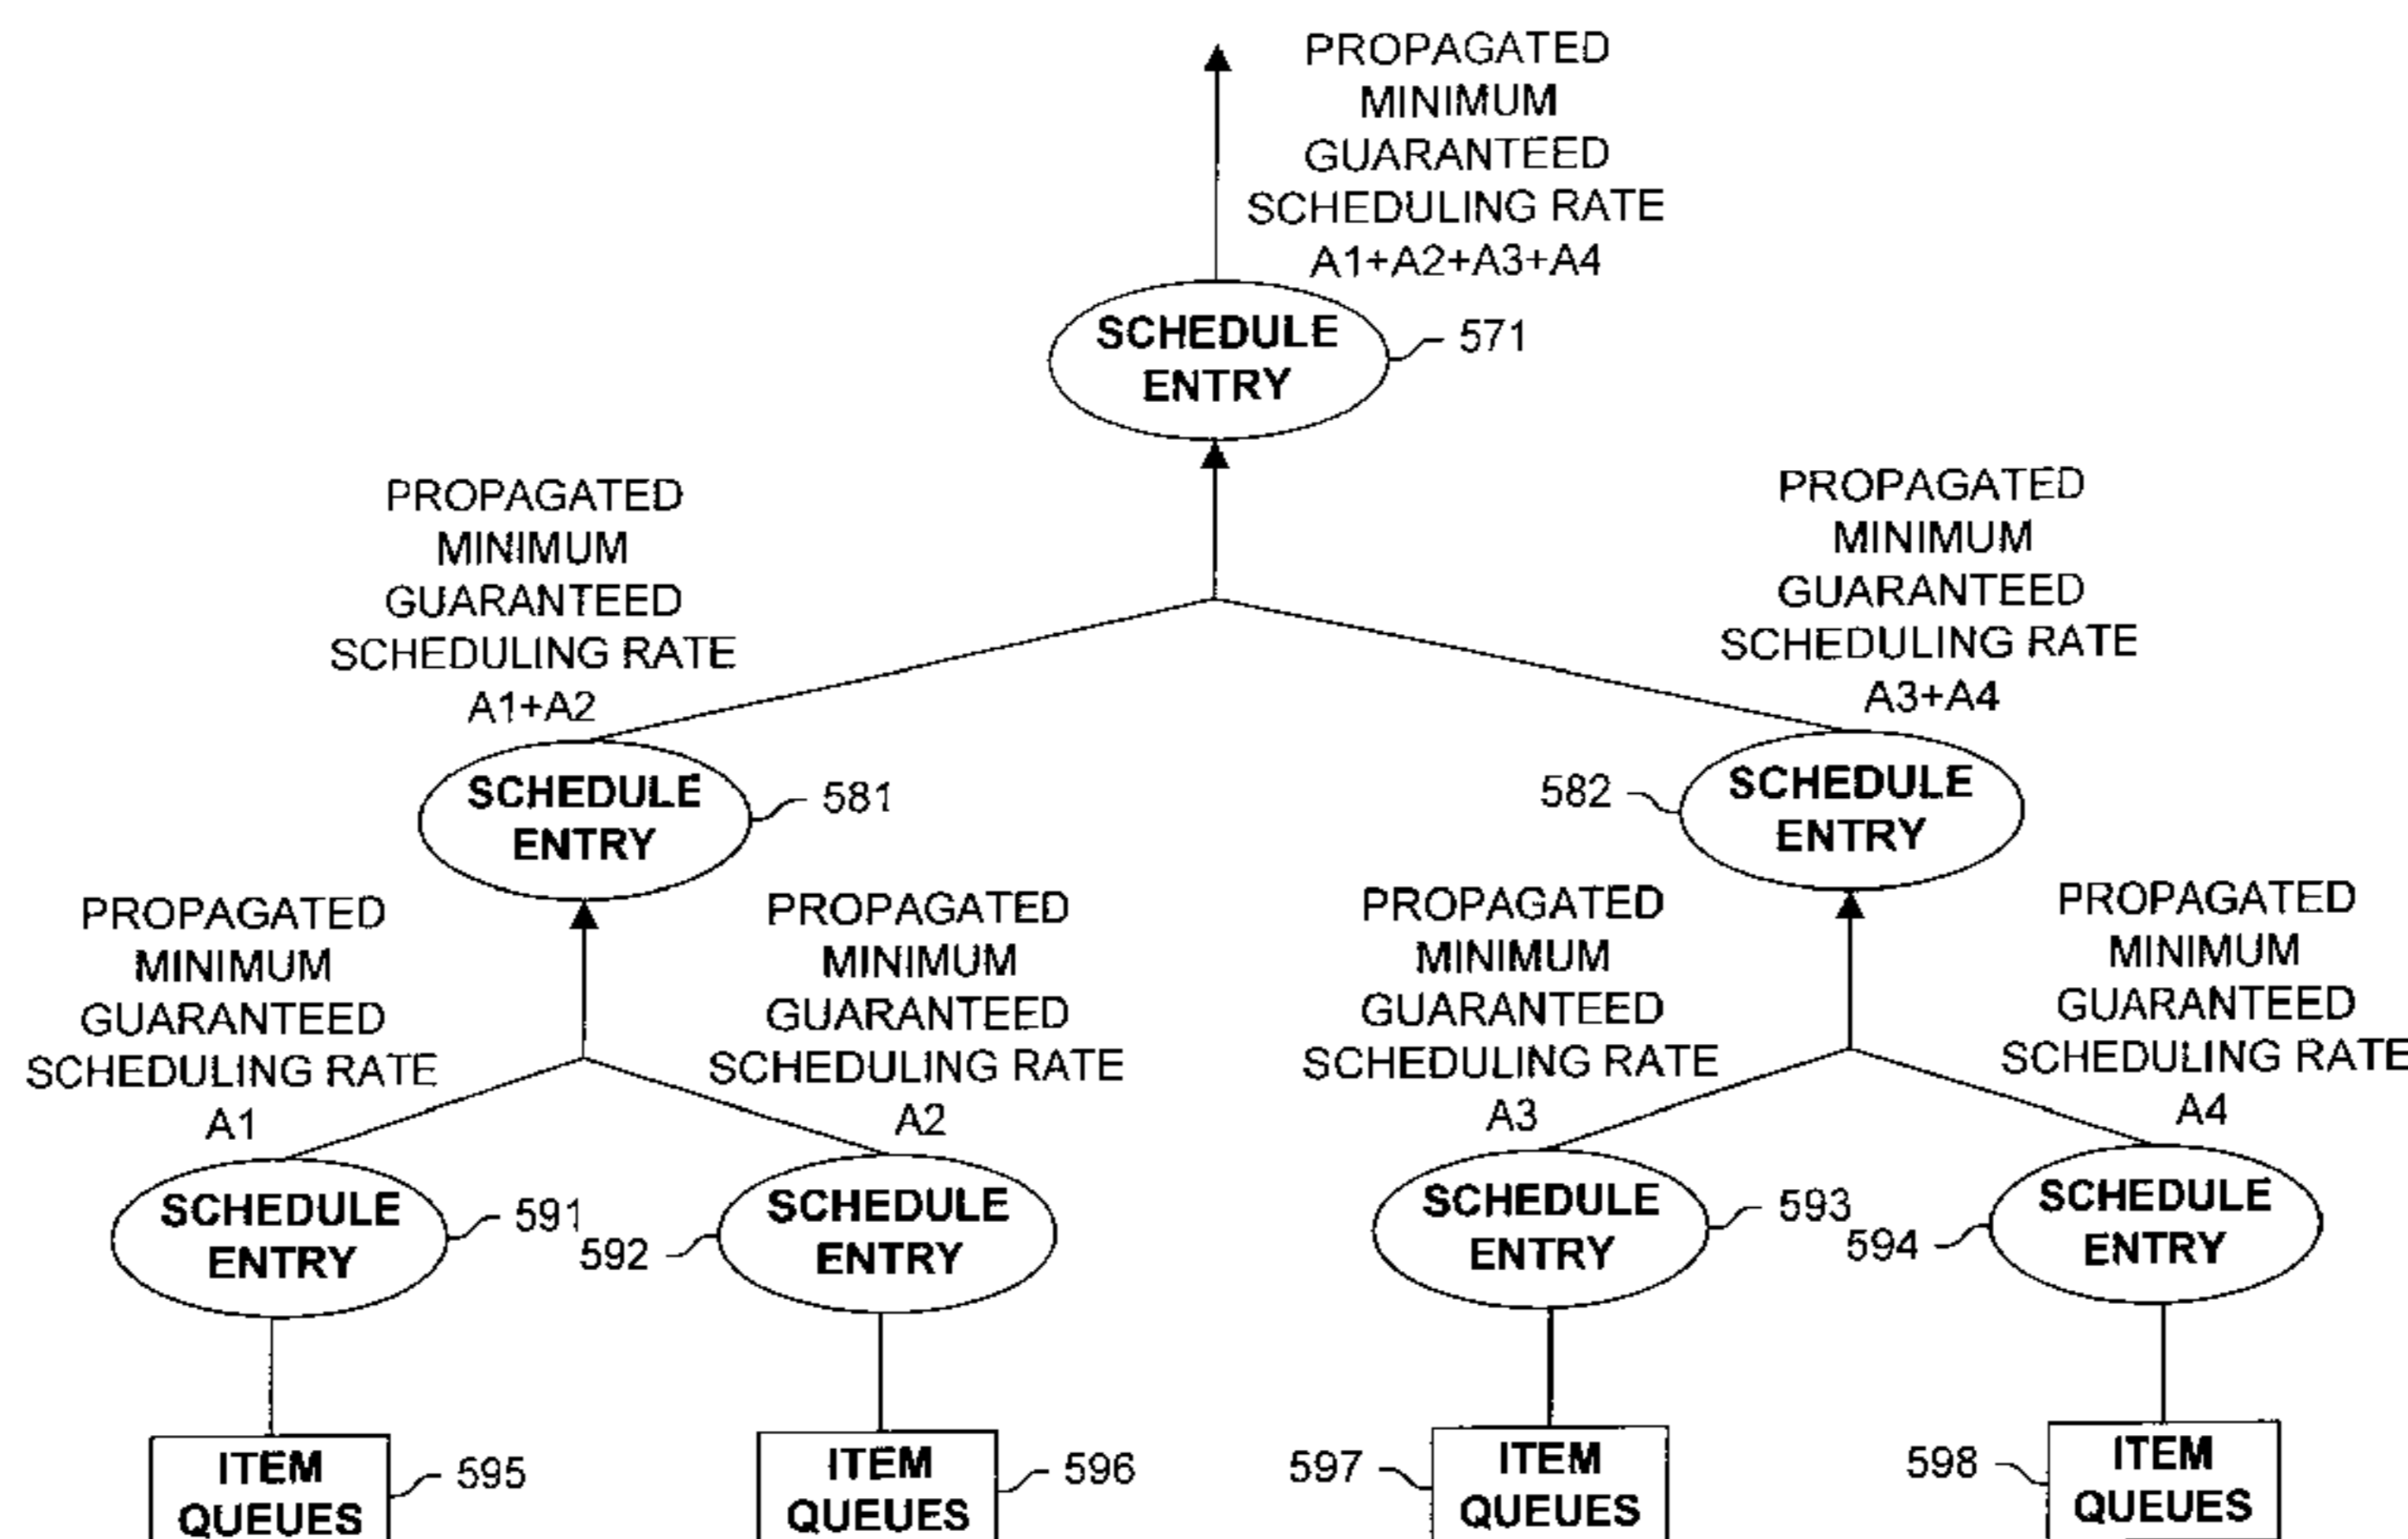 PROPAGATED
MINIMUM
GUARANTEED
SCHEDULING RATE
A1+A2+A3+A4
SCHEDULE
ENTRY
571
PROPAGATED
MINIMUM
GUARANTEED
SCHEDULING RATE
A1+A2
PROPAGATED
MINIMUM
GUARANTEED
SCHEDULING RATE
A3+A4
SCHEDULE
ENTRY
581
582
SCHEDULE
ENTRY
PROPAGATED
MINIMUM
GUARANTEED
SCHEDULING RATE
A1
PROPAGATED
MINIMUM
GUARANTEED
SCHEDULING RATE
A2
PROPAGATED
MINIMUM
GUARANTEED
SCHEDULING RATE
A3
PROPAGATED
MINIMUM
GUARANTEED
SCHEDULING RATE
A4
SCHEDULE
ENTRY
591
592
SCHEDULE
ENTRY
SCHEDULE
ENTRY
593
594
SCHEDULE
ENTRY
ITEM
QUEUES
595
ITEM
QUEUES
596
597
ITEM
QUEUES
598
ITEM
QUEUES